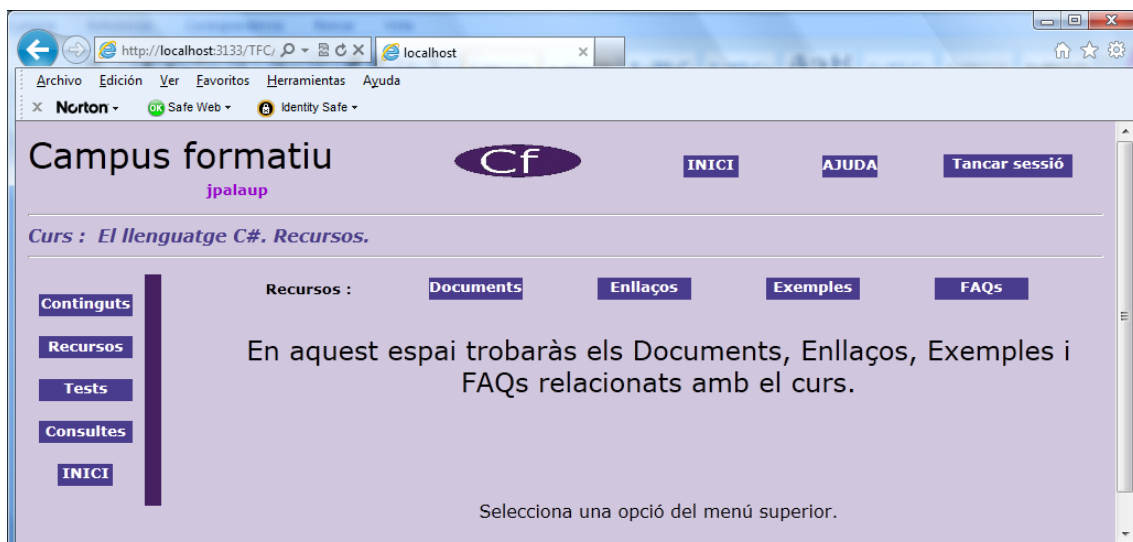 http://localhost:3133/TFC/
localhost
Archivo Edición Ver Favoritos Herramientas Ayuda
Norton
OK Safe Web
Identity Safe
Campus formatiu
Cf
INICI
AJUDA
Tancar sessió
jpalaup
Curs : El llenguatge C#. Recursos.
Continguts
Recursos
Tests
Consultes
INICI
Recursos :
Documents
Enllaços
Exemples
FAQs
En aquest espai trobaràs els Documents, Enllaços, Exemples i
FAQs relacionats amb el curs.
Selecciona una opció del menú superior.